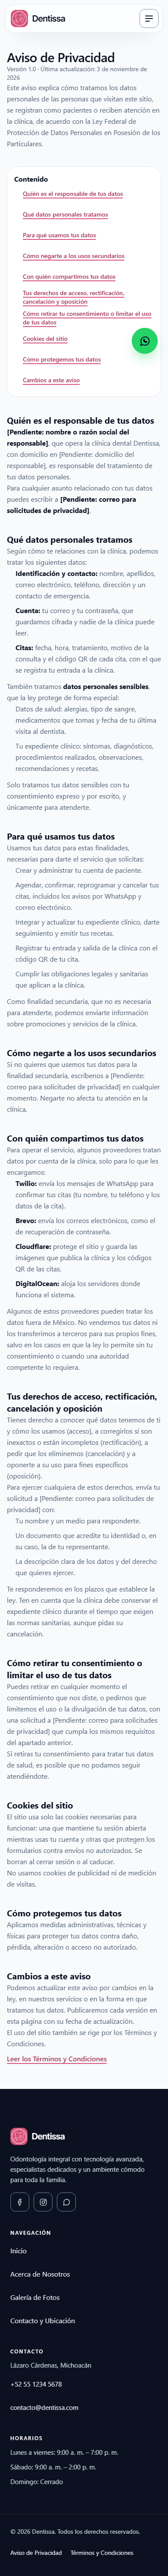 Dentissa
Aviso de Privacidad
Versión 1.0 · Última actualización: 3 de noviembre de
2026
Este aviso explica cómo tratamos los datos
personales de las personas que visitan este sitio,
se registran como pacientes o reciben atención en
la clínica, de acuerdo con la Ley Federal de
Protección de Datos Personales en Posesión de los
Particulares.
Contenido
Quién es el responsable de tus datos
Qué datos personales tratamos
Para qué usamos tus datos
Cómo negarte a los usos secundarios
Con quién compartimos tus datos
Tus derechos de acceso, rectificación,
cancelación y oposición
Cómo retirar tu consentimiento o limitar el uso
de tus datos
Cookies del sitio
Cómo protegemos tus datos
Cambios a este aviso
Quién es el responsable de tus datos
[Pendiente: nombre o razón social del
responsable], que opera la clínica dental Dentissa,
con domicilio en [Pendiente: domicilio del
responsable], es responsable del tratamiento de
tus datos personales.
Para cualquier asunto relacionado con tus datos
puedes escribir a [Pendiente: correo para
solicitudes de privacidad].
Qué datos personales tratamos
Según cómo te relaciones con la clínica, podemos
tratar los siguientes datos:
Identificación y contacto: nombre, apellidos,
correo electrónico, teléfono, dirección y un
contacto de emergencia.
Cuenta: tu correo y tu contraseña, que
guardamos cifrada y nadie de la clínica puede
leer.
Citas: fecha, hora, tratamiento, motivo de la
consulta y el código QR de cada cita, con el que
se registra tu entrada a la clínica.
También tratamos datos personales sensibles,
que la ley protege de forma especial:
Datos de salud: alergias, tipo de sangre,
medicamentos que tomas y fecha de tu última
visita al dentista.
Tu expediente clínico: síntomas, diagnósticos,
procedimientos realizados, observaciones,
recomendaciones y recetas.
Solo tratamos tus datos sensibles con tu
consentimiento expreso y por escrito, y
únicamente para atenderte.
Para qué usamos tus datos
Usamos tus datos para estas finalidades,
necesarias para darte el servicio que solicitas:
Crear y administrar tu cuenta de paciente.
Agendar, confirmar, reprogramar y cancelar tus
citas, incluidos los avisos por WhatsApp y
correo electrónico.
Integrar y actualizar tu expediente clínico, darte
seguimiento y emitir tus recetas.
Registrar tu entrada y salida de la clínica con el
código QR de tu cita.
Cumplir las obligaciones legales y sanitarias
que aplican a la clínica.
Como finalidad secundaria, que no es necesaria
para atenderte, podemos enviarte información
sobre promociones y servicios de la clínica.
Cómo negarte a los usos secundarios
Si no quieres que usemos tus datos para la
finalidad secundaria, escríbenos a [Pendiente:
correo para solicitudes de privacidad] en cualquier
momento. Negarte no afecta tu atención en la
clínica.
Con quién compartimos tus datos
Para operar el servicio, algunos proveedores tratan
datos por cuenta de la clínica, solo para lo que les
encargamos:
Twilio: envía los mensajes de WhatsApp para
confirmar tus citas (tu nombre, tu teléfono y los
datos de la cita).
Brevo: envía los correos electrónicos, como el
de recuperación de contraseña.
Cloudflare: protege el sitio y guarda las
imágenes que publica la clínica y los códigos
QR de las citas.
DigitalOcean: aloja los servidores donde
funciona el sistema.
Algunos de estos proveedores pueden tratar los
datos fuera de México. No vendemos tus datos ni
los transferimos a terceros para sus propios fines,
salvo en los casos en que la ley lo permite sin tu
consentimiento o cuando una autoridad
competente lo requiera.
Tus derechos de acceso, rectificación,
cancelación y oposición
Tienes derecho a conocer qué datos tenemos de ti
y cómo los usamos (acceso), a corregirlos si son
inexactos o están incompletos (rectificación), a
pedir que los eliminemos (cancelación) y a
oponerte a su uso para fines específicos
(oposición).
Para ejercer cualquiera de estos derechos, envía tu
solicitud a [Pendiente: correo para solicitudes de
privacidad] con:
Tu nombre y un medio para responderte.
Un documento que acredite tu identidad o, en
su caso, la de tu representante.
La descripción clara de los datos y del derecho
que quieres ejercer.
Te responderemos en los plazos que establece la
ley. Ten en cuenta que la clínica debe conservar el
expediente clínico durante el tiempo que exigen
las normas sanitarias, aunque pidas su
cancelación.
Cómo retirar tu consentimiento o
limitar el uso de tus datos
Puedes retirar en cualquier momento el
consentimiento que nos diste, o pedirnos que
limitemos el uso o la divulgación de tus datos, con
una solicitud a [Pendiente: correo para solicitudes
de privacidad] que cumpla los mismos requisitos
del apartado anterior.
Si retiras tu consentimiento para tratar tus datos
de salud, es posible que no podamos seguir
atendiéndote.
Cookies del sitio
El sitio usa solo las cookies necesarias para
funcionar: una que mantiene tu sesión abierta
mientras usas tu cuenta y otras que protegen los
formularios contra envíos no autorizados. Se
borran al cerrar sesión o al caducar.
No usamos cookies de publicidad ni de medición
de visitas.
Cómo protegemos tus datos
Aplicamos medidas administrativas, técnicas y
físicas para proteger tus datos contra daño,
pérdida, alteración o acceso no autorizado.
Cambios a este aviso
Podemos actualizar este aviso por cambios en la
ley, en nuestros servicios o en la forma en que
tratamos tus datos. Publicaremos cada versión en
esta página con su fecha de actualización.
El uso del sitio también se rige por los Términos y
Condiciones.
Leer los Términos y Condiciones
Dentissa
Odontología integral con tecnología avanzada,
especialistas dedicados y un ambiente cómodo
para toda la familia.
NAVEGACIÓN
Inicio
Acerca de Nosotros
Galería de Fotos
Contacto y Ubicación
CONTACTO
Lázaro Cárdenas, Michoacán
+52 55 1234 5678
contacto@dentissa.com
HORARIOS
Lunes a viernes: 9:00 a. m. – 7:00 p. m.
Sábado: 9:00 a. m. – 2:00 p. m.
Domingo: Cerrado
© 2026 Dentissa. Todos los derechos reservados.
Aviso de Privacidad Términos y Condiciones